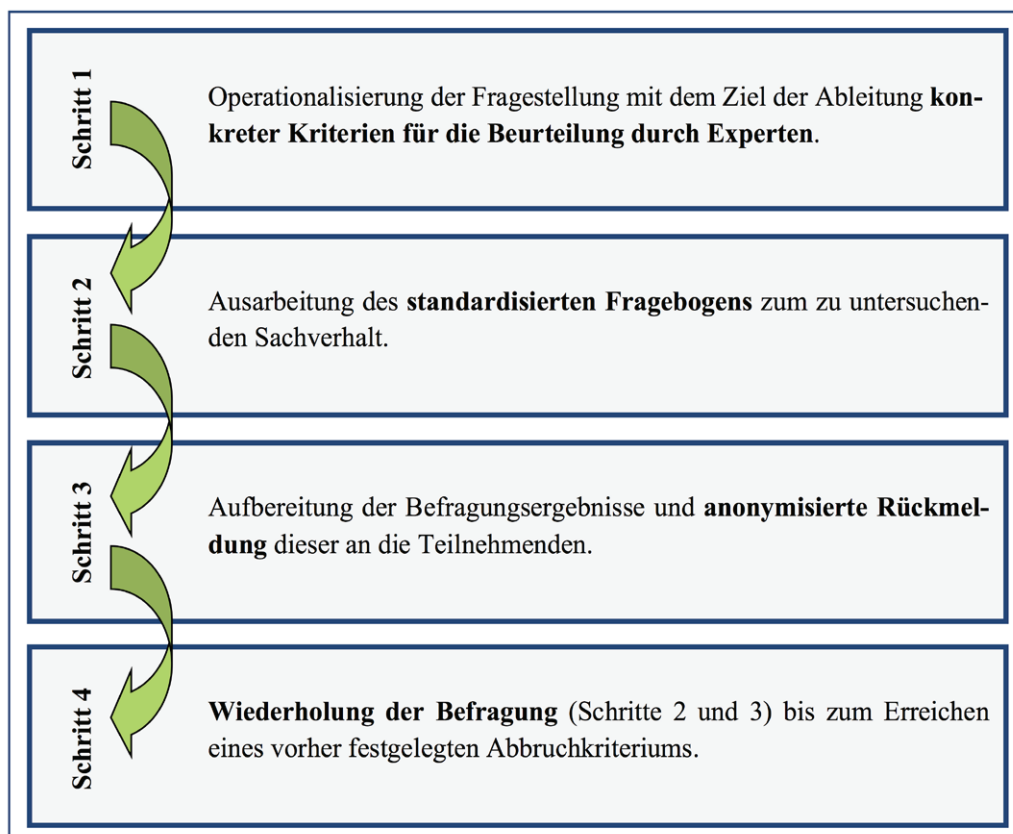 Schritt 1
Operationalisierung der Fragestellung mit dem Ziel der Ableitung kon-
kreter Kriterien für die Beurteilung durch Experten.
Schritt 2
Ausarbeitung des standardisierten Fragebogens zum zu untersuchen-
den Sachverhalt.
Schritt 3
Aufbereitung der Befragungsergebnisse und anonymisierte Rückmel-
dung dieser an die Teilnehmenden.
Schritt 4
Wiederholung der Befragung (Schritte 2 und 3) bis zum Erreichen
eines vorher festgelegten Abbruchkriteriums.